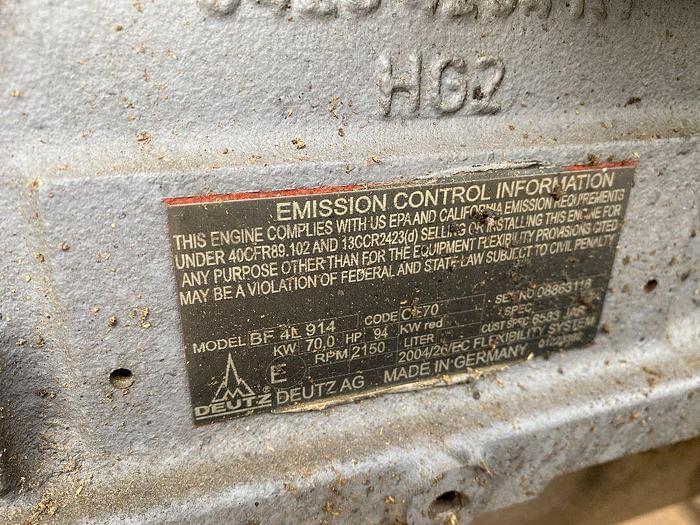 HG2
EMISSION CONTROL INFORMATION
THIS ENGINE COMPLIES WITH US EPA AND CALIFORNIA EMISSION REQUIREMENTS
UNDER 40CFR89.102 AND 13CCR2423(d) SELLING OR INSTALLING THIS ENGINE FOR
ANY PURPOSE OTHER THAN FOR THE EQUIPMENT FLEXIBILITY PROVISIONS CITED
MAY BE A VIOLATION OF FEDERAL AND STATE LAW SUBJECT TO CIVIL PENALTY
MODEL BF 4L 914 CODE SER NO 08863118
KW 70,0 HP 94 KW red SPEC
RPM 2150 LITER CUST SPEC 6533 JAR
E 2004/26/EC FLEXIBILITY SYSTEM
DEUTZ DEUTZ AG MADE IN GERMANY